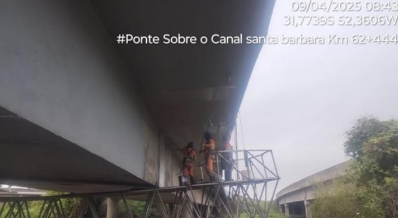 09/04/2025 08:43
31,7739S 52,3606W
#Ponte Sobre o Canal santa barbara Km 62+444